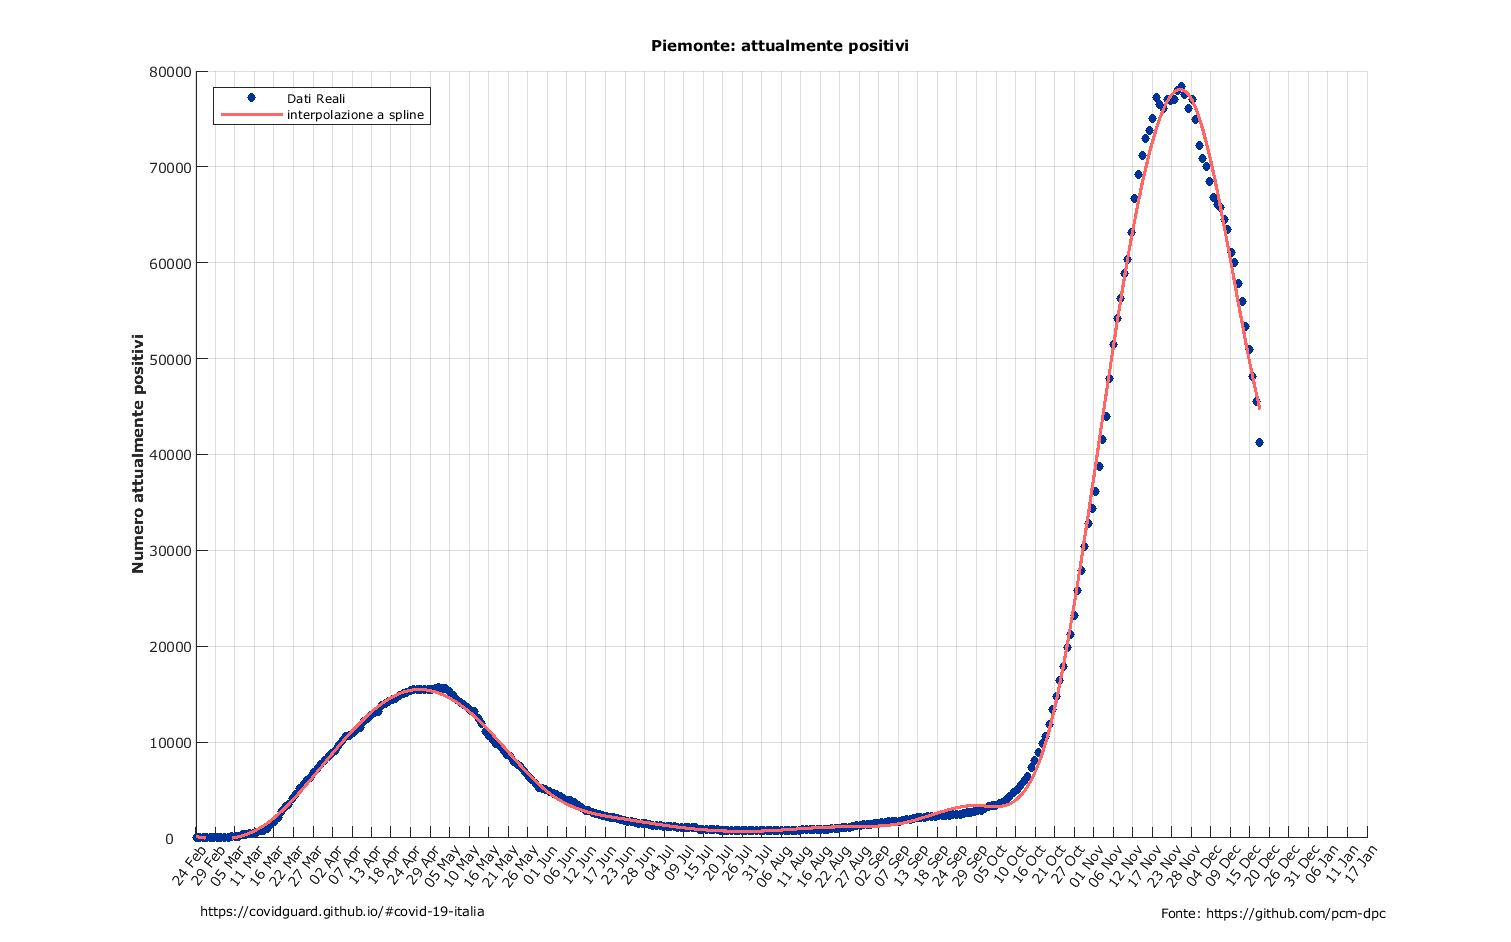 Piemonte: attualmente positivi
Dati Reali
interpolazione a spline
Numero attualmente positivi
80000
70000
60000
50000
40000
30000
20000
10000
0
24 Feb
29 Feb
05 Mar
11 Mar
16 Mar
22 Mar
27 Mar
02 Apr
07 Apr
13 Apr
18 Apr
24 Apr
29 Apr
05 May
10 May
16 May
21 May
26 May
01 Jun
06 Jun
12 Jun
17 Jun
23 Jun
28 Jun
04 Jul
09 Jul
15 Jul
20 Jul
26 Jul
31 Jul
06 Aug
11 Aug
16 Aug
22 Aug
27 Aug
02 Sep
07 Sep
13 Sep
18 Sep
24 Sep
29 Sep
05 Oct
10 Oct
16 Oct
21 Oct
27 Oct
01 Nov
06 Nov
12 Nov
17 Nov
23 Nov
28 Nov
04 Dec
09 Dec
15 Dec
20 Dec
26 Dec
31 Dec
06 Jan
11 Jan
17 Jan
https://covidguard.github.io/#covid-19-italia
Fonte: https://github.com/pcm-dpc